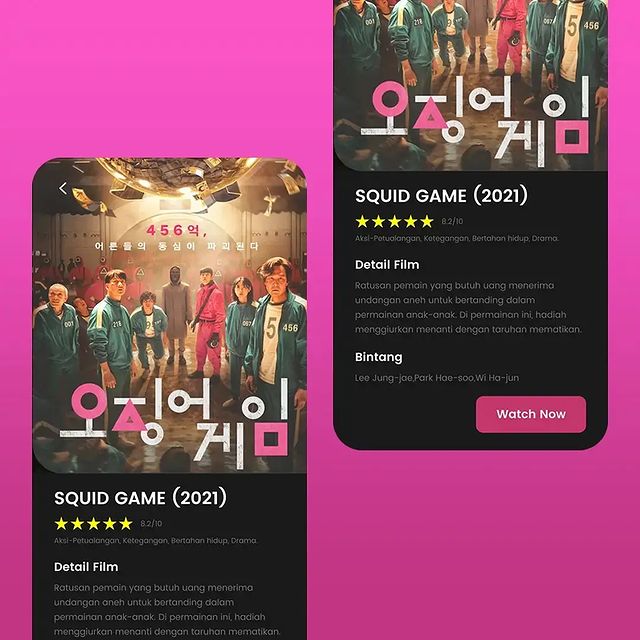 456억,
어른들의 동심이 파괴된다
001
218
067
456
5
오징어
게임
SQUID GAME (2021)
8.2/10
Aksi-Petualangan, Ketegangan, Bertahan hidup, Drama.
Detail Film
Ratusan pemain yang butuh uang menerima
undangan aneh untuk bertanding dalam
permainan anak-anak. Di permainan ini, hadiah
menggiurkan menanti dengan taruhan mematikan.
218
067
5
456
오징어
게임
SQUID GAME (2021)
8.2/10
Aksi-Petualangan, Ketegangan, Bertahan hidup, Drama.
Detail Film
Ratusan pemain yang butuh uang menerima
undangan aneh untuk bertanding dalam
permainan anak-anak. Di permainan ini, hadiah
menggiurkan menanti dengan taruhan mematikan.
Bintang
Lee Jung-jae,Park Hae-soo,Wi Ha-jun
Watch Now